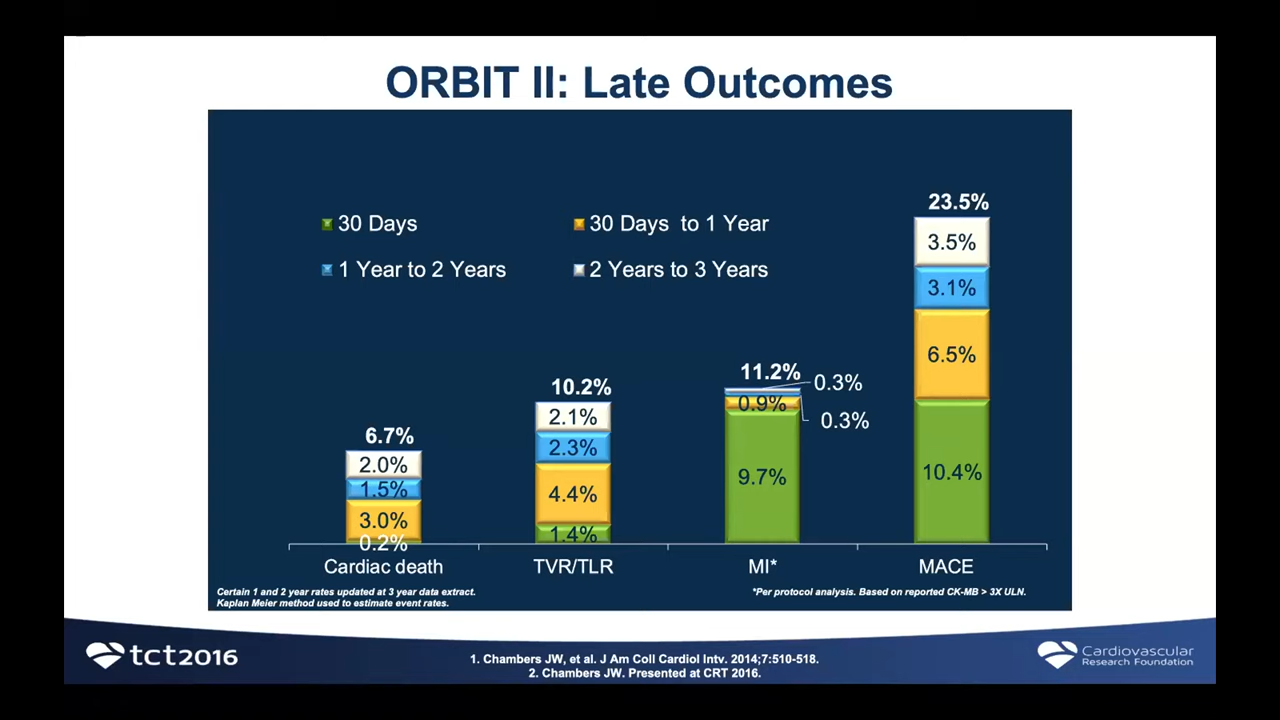 ORBIT II: Late Outcomes
30 Days
30 Days to 1 Year
1 Year to 2 Years
2 Years to 3 Years
6.7%
2.0%
1.5%
3.0%
0.2%
10.2%
2.1%
2.3%
4.4%
1.4%
11.2%
0.3%
0.3%
0.9%
9.7%
23.5%
3.5%
3.1%
6.5%
10.4%
Cardiac death
TVR/TLR
MI*
MACE
Certain 1 and 2 year rates updated at 3 year data extract.
Kaplan Meier method used to estimate event rates.
*Per protocol analysis. Based on reported CK-MB > 3X ULN.
tct2016
1. Chambers JW, et al. J Am Coll Cardiol Intv. 2014;7:510-518.
2. Chambers JW. Presented at CRT 2016.
Cardiovascular
Research Foundation